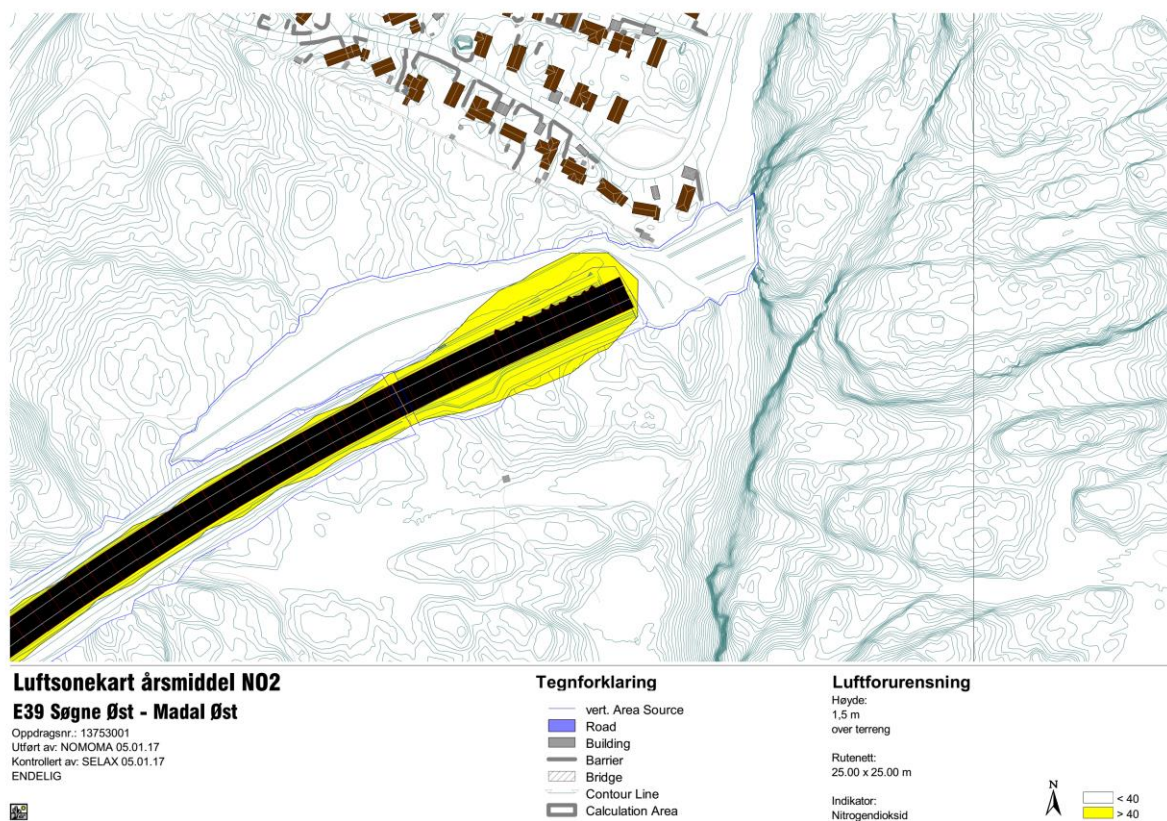 Luftsonekart årsmiddel NO2
E39 Søgne Øst - Madal Øst
Oppdragsnr.: 13753001
Utført av: NOMOMA 05.01.17
Kontrollert av: SELAX 05.01.17
ENDELIG
Tegnforklaring
vert. Area Source
Road
Building
Barrier
Bridge
Contour Line
Calculation Area
Luftforurensning
Høyde:
1,5 m
over terreng
Rutenett:
25.00 x 25.00 m
Indikator:
Nitrogendioksid
N
< 40
> 40